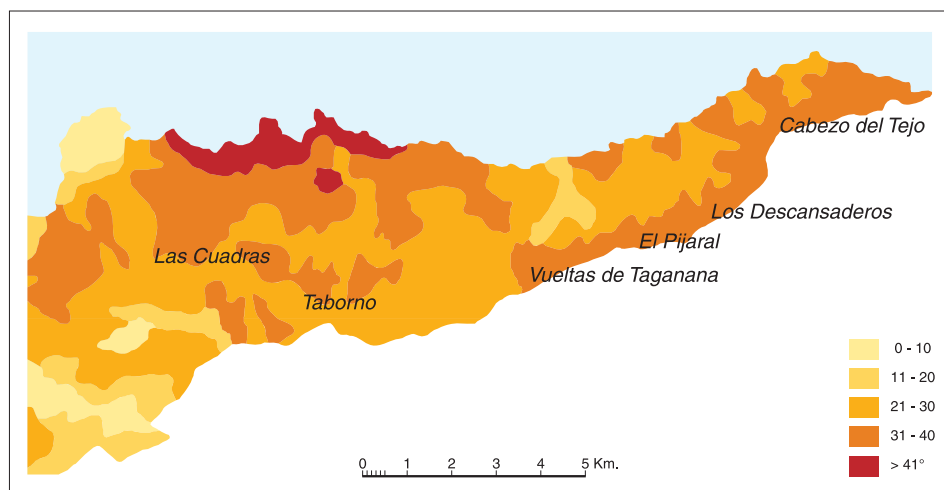 Cabezo del Tejo
Los Descansaderos
El Pijaral
Las Cuadras
Vueltas de Taganana
Taborno
0 - 10
11 - 20
21 - 30
31 - 40
> 41°
0 1 2 3 4 5 Km.